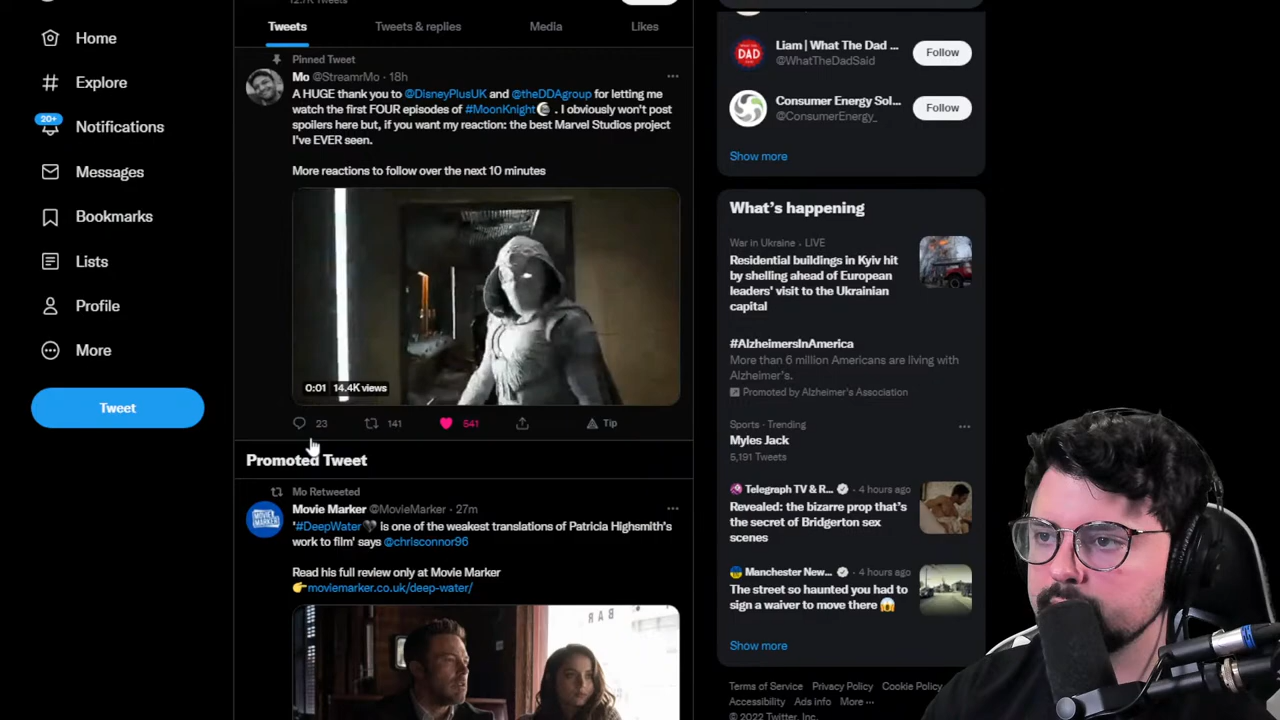 12.7K Tweets
Tweets
Tweets & replies
Media
Likes
Home
Explore
20+
Notifications
Messages
Bookmarks
Lists
Profile
More
Tweet
Pinned Tweet
Mo @StreamrMo · 18h
A HUGE thank you to @DisneyPlusUK and @theDDAgroup for letting me
watch the first FOUR episodes of #MoonKnight . I obviously won't post
spoilers here but, if you want my reaction: the best Marvel Studios project
I've EVER seen.
More reactions to follow over the next 10 minutes
0:01 14.4K views
23 141 541 Tip
Promoted Tweet
Mo Retweeted
Movie Marker @MovieMarker · 27m
'#DeepWater is one of the weakest translations of Patricia Highsmith's
work to film' says @chrisconnor96
Read his full review only at Movie Marker
👉moviemarker.co.uk/deep-water/
BAR
DAD
Liam | What The Dad ...
@WhatTheDadSaid
Follow
Consumer Energy Sol...
@ConsumerEnergy_
Follow
Show more
What's happening
War in Ukraine · LIVE
Residential buildings in Kyiv hit
by shelling ahead of European
leaders' visit to the Ukrainian
capital
#AlzheimersInAmerica
More than 6 million Americans are living with
Alzheimer's.
Promoted by Alzheimer's Association
Sports · Trending
Myles Jack
5,191 Tweets
Telegraph TV & R... · 4 hours ago
Revealed: the bizarre prop that's
the secret of Bridgerton sex
scenes
Manchester New... · 4 hours ago
The street so haunted you had to
sign a waiver to move there 😱
Show more
Terms of Service Privacy Policy Cookie Policy
Accessibility Ads info More ···
© 2022 Twitter, Inc.